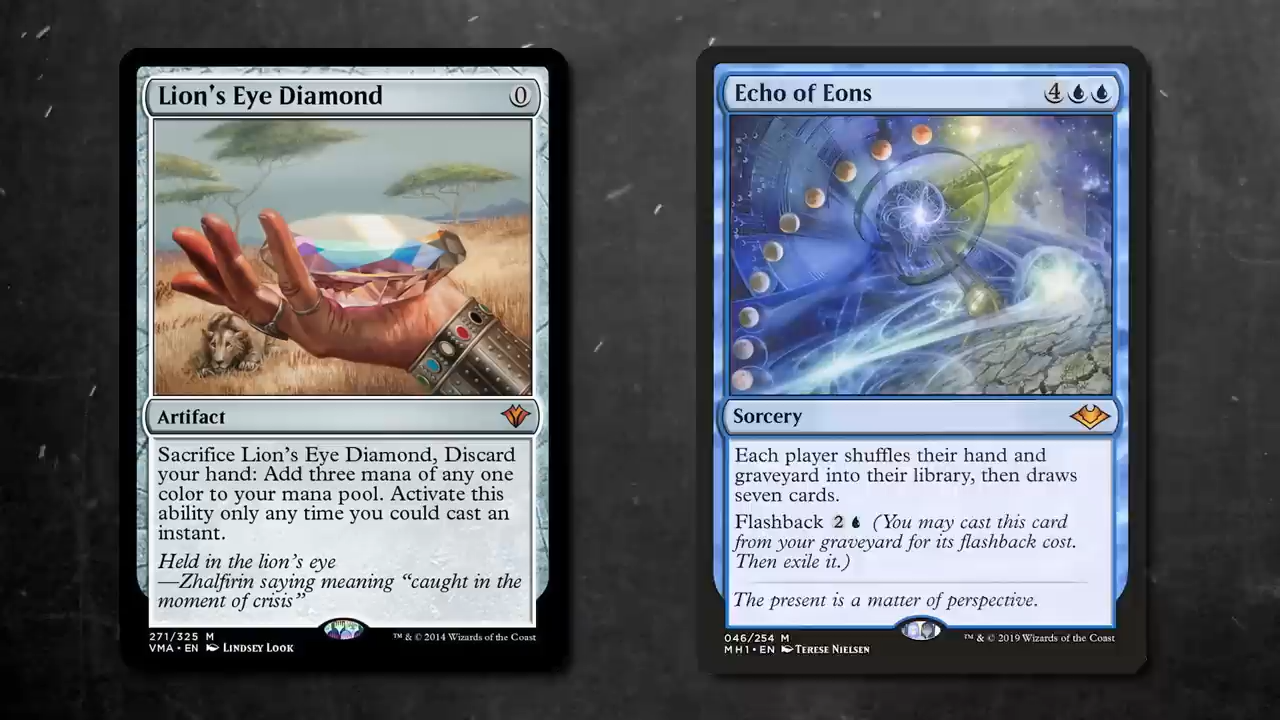 Lion's Eye Diamond 0
Artifact
Sacrifice Lion's Eye Diamond, Discard
your hand: Add three mana of any one
color to your mana pool. Activate this
ability only any time you could cast an
instant.
Held in the lion's eye
—Zhalfirin saying meaning “caught in the
moment of crisis”
271/325 M
VMA • EN LINDSEY LOOK
™ & © 2014 Wizards of the Coast
Echo of Eons 4
Sorcery
Each player shuffles their hand and
graveyard into their library, then draws
seven cards.
Flashback 2 (You may cast this card
from your graveyard for its flashback cost.
Then exile it.)
The present is a matter of perspective.
046/254 M
MH1 • EN TERESE NIELSEN
™ & © 2019 Wizards of the Coast